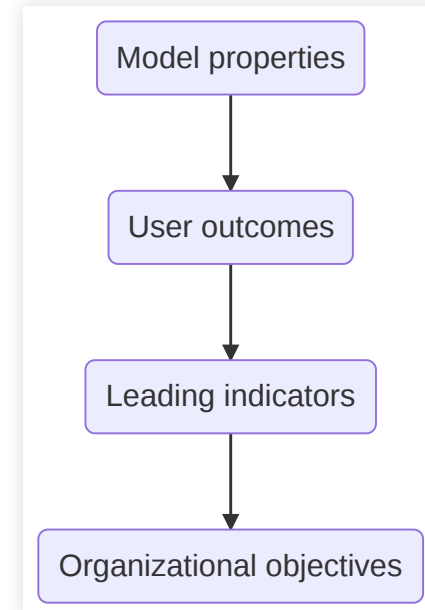 Model properties
User outcomes
Leading indicators
Organizational objectives